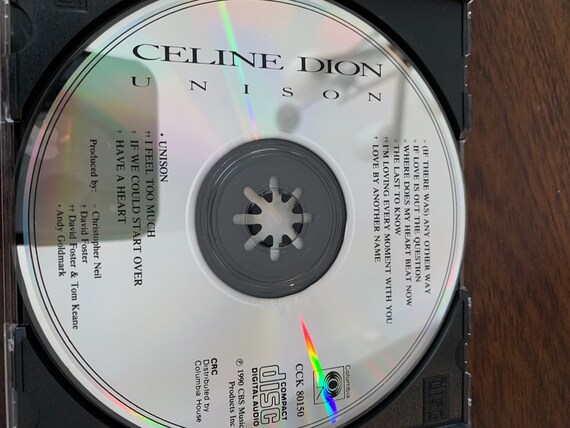 CELINE DION
UNISON
◦ (IF THERE WAS) ANY OTHER WAY
◦ IF LOVE IS OUT THE QUESTION
◦ WHERE DOES MY HEART BEAT NOW
◦ THE LAST TO KNOW
††I'M LOVING EVERY MOMENT WITH YOU
† LOVE BY ANOTHER NAME
• UNISON
†† I FEEL TOO MUCH
† IF WE COULD START OVER
† HAVE A HEART
Produced by: ◦ Christopher Neil
† David Foster
†† David Foster & Tom Keane
• Andy Goldmark
Columbia
CCK 80150
COMPACT
disc
DIGITAL AUDIO
℗ 1990 CBS Music
Products Inc.
CRC
Distributed by
Columbia House